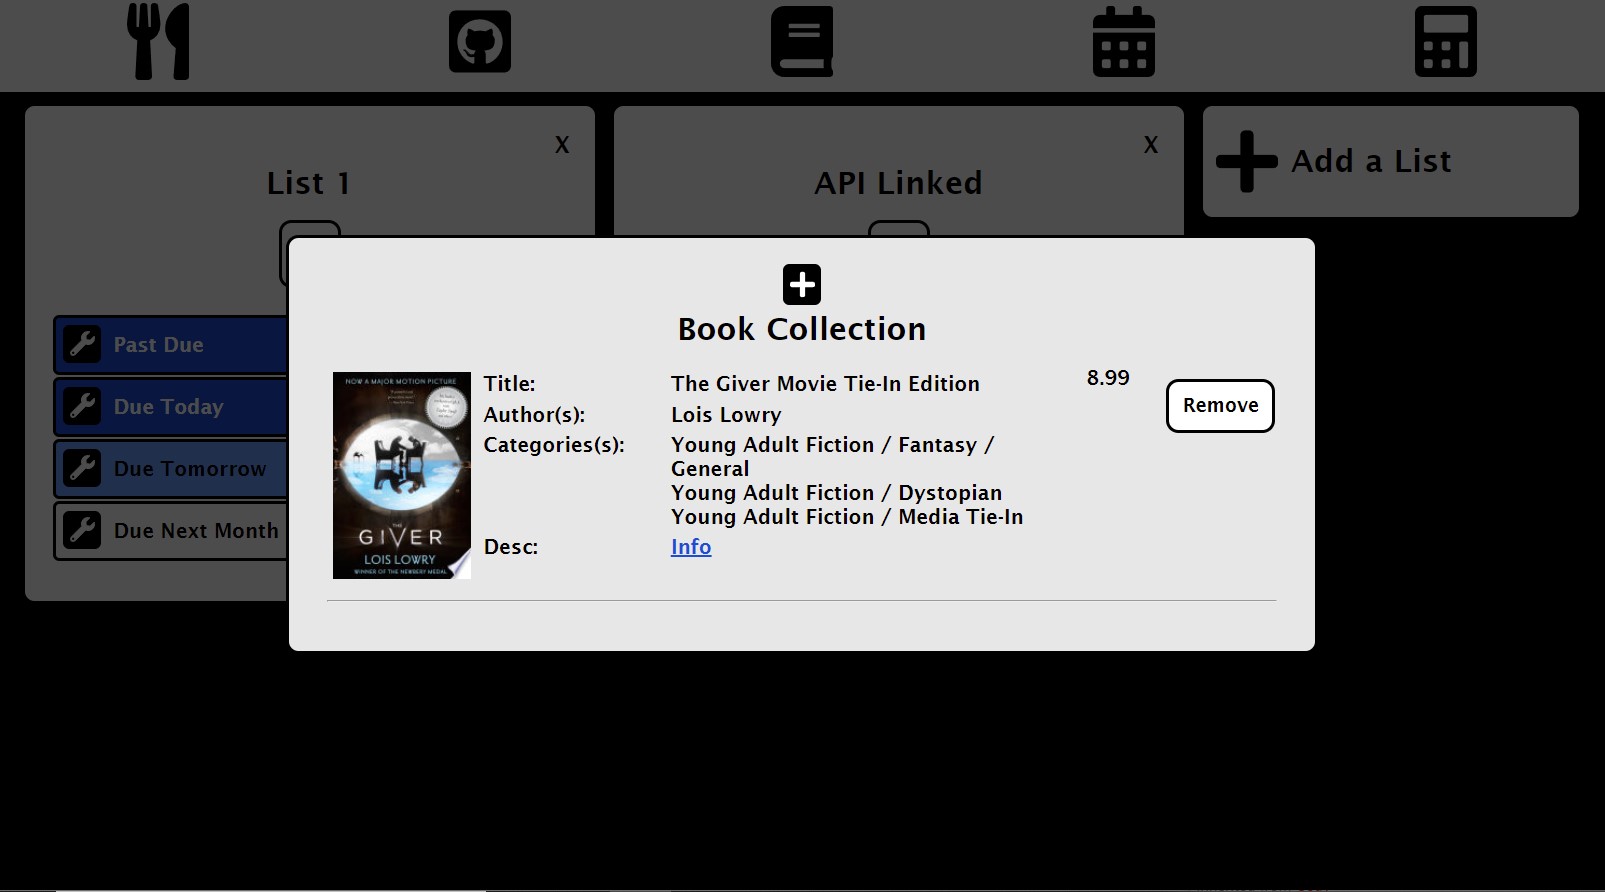 X
List 1
X
API Linked
Add a List
Past Due
Due Today
Due Tomorrow
Due Next Month
Book Collection
NOW A MAJOR MOTION PICTURE
THE
GIVER
LOIS LOWRY
WINNER OF THE NEWBERY MEDAL
Title: The Giver Movie Tie-In Edition
Author(s): Lois Lowry
Categories(s): Young Adult Fiction / Fantasy /
General
Young Adult Fiction / Dystopian
Young Adult Fiction / Media Tie-In
Desc: Info
8.99
Remove